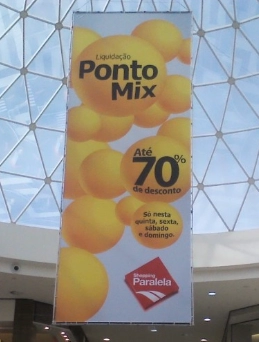 Liquidação
Ponto
Mix
Até
70%
de desconto
Só nesta
quinta, sexta,
sábado
e domingo.
Shopping
Paralela